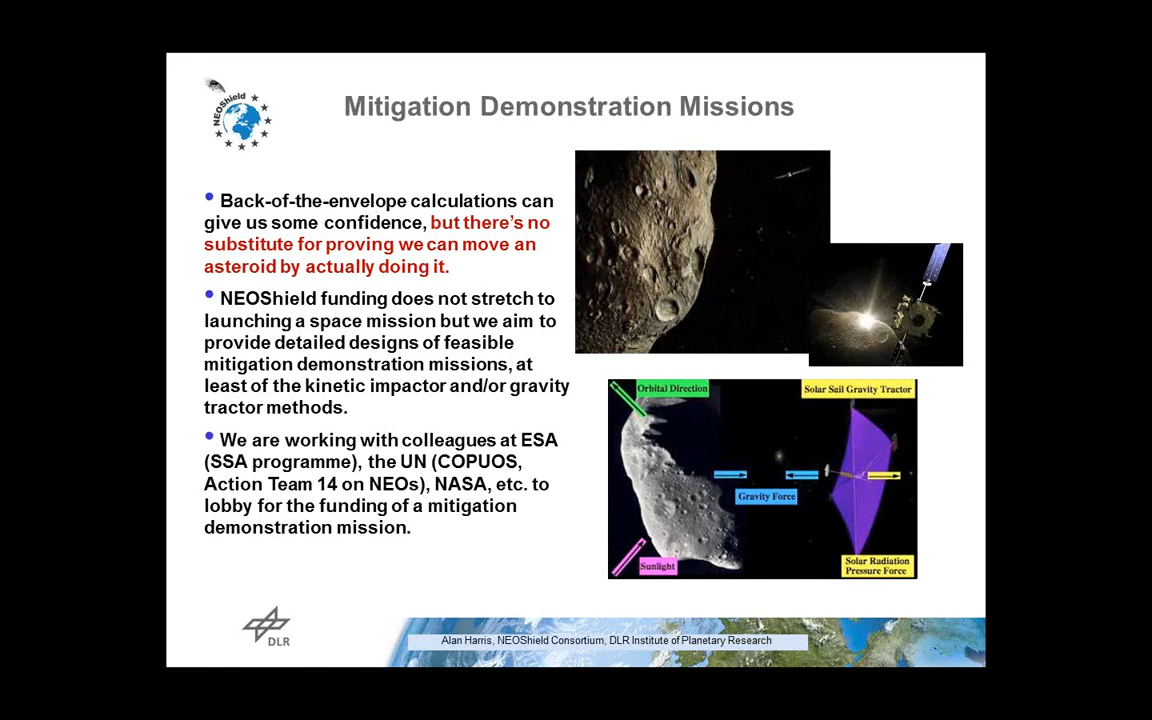 NEOShield
Mitigation Demonstration Missions
• Back-of-the-envelope calculations can
give us some confidence, but there's no
substitute for proving we can move an
asteroid by actually doing it.
• NEOShield funding does not stretch to
launching a space mission but we aim to
provide detailed designs of feasible
mitigation demonstration missions, at
least of the kinetic impactor and/or gravity
tractor methods.
• We are working with colleagues at ESA
(SSA programme), the UN (COPUOS,
Action Team 14 on NEOs), NASA, etc. to
lobby for the funding of a mitigation
demonstration mission.
Orbital Direction
Solar Sail Gravity Tractor
Gravity Force
Sunlight
Solar Radiation
Pressure Force
DLR
Alan Harris, NEOShield Consortium, DLR Institute of Planetary Research